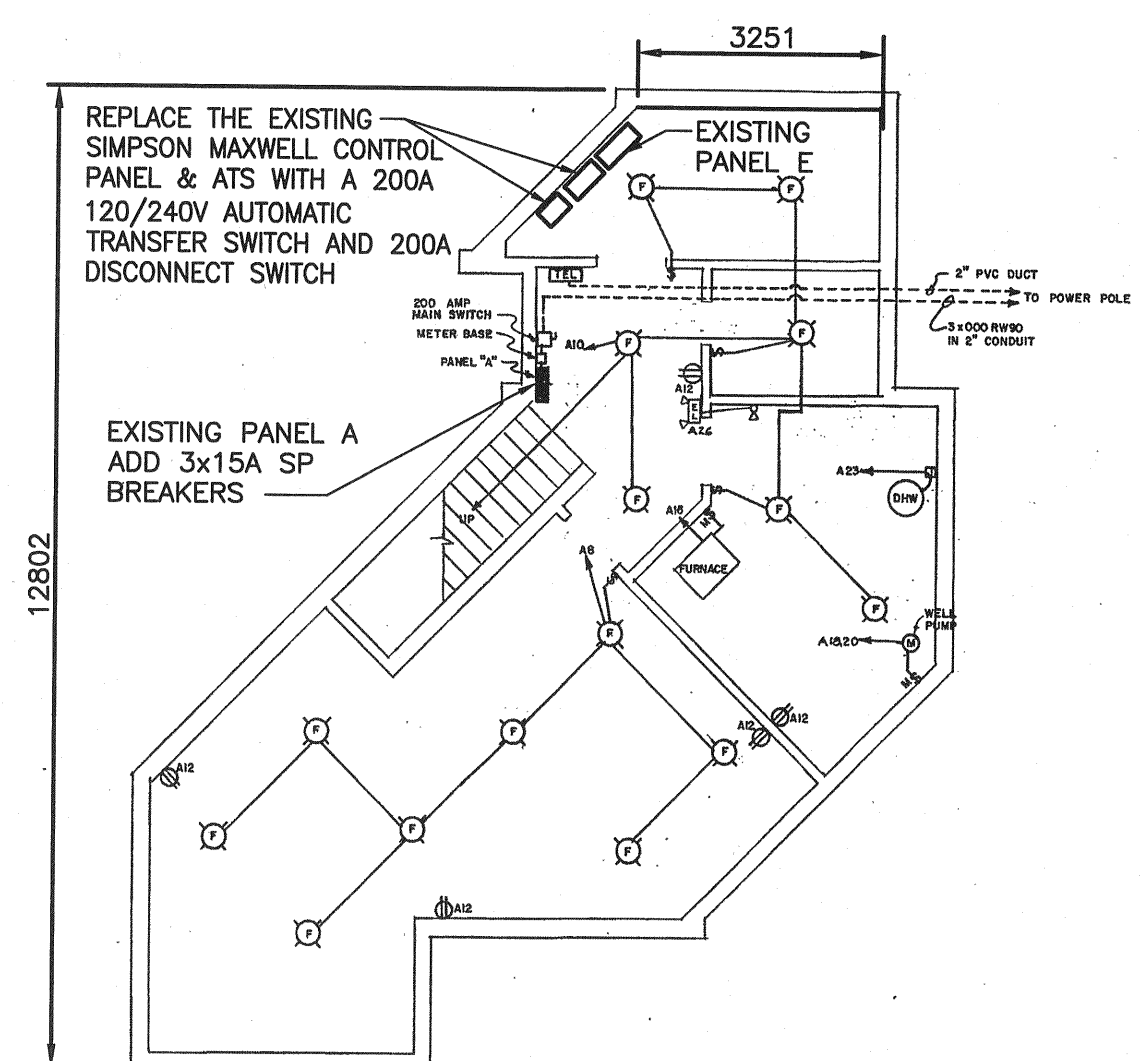 3251
REPLACE THE EXISTING
SIMPSON MAXWELL CONTROL
PANEL & ATS WITH A 200A
120/240V AUTOMATIC
TRANSFER SWITCH AND 200A
DISCONNECT SWITCH
EXISTING
PANEL E
F
F
TEL
S
2" PVC DUCT
TO POWER POLE
3x000 RW90
IN 2" CONDUIT
200 AMP
MAIN SWITCH
METER BASE
PANEL "A"
A10
F
F
S
A12
EL
A26
EXISTING PANEL A
ADD 3x15A SP
BREAKERS
A23
DHW
UP
F
S
F
A16
MS
FURNACE
A8
S
F
WELL
PUMP
A18,20
M
MS
F
12802
F
F
A12
A12
F
A12
F
F
F
A12
F